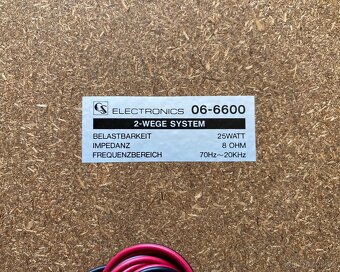 CS ELECTRONICS 06-6600
2-WEGE SYSTEM
BELASTBARKEIT 25WATT
IMPEDANZ 8 OHM
FREQUENZBEREICH 70Hz~20KHz